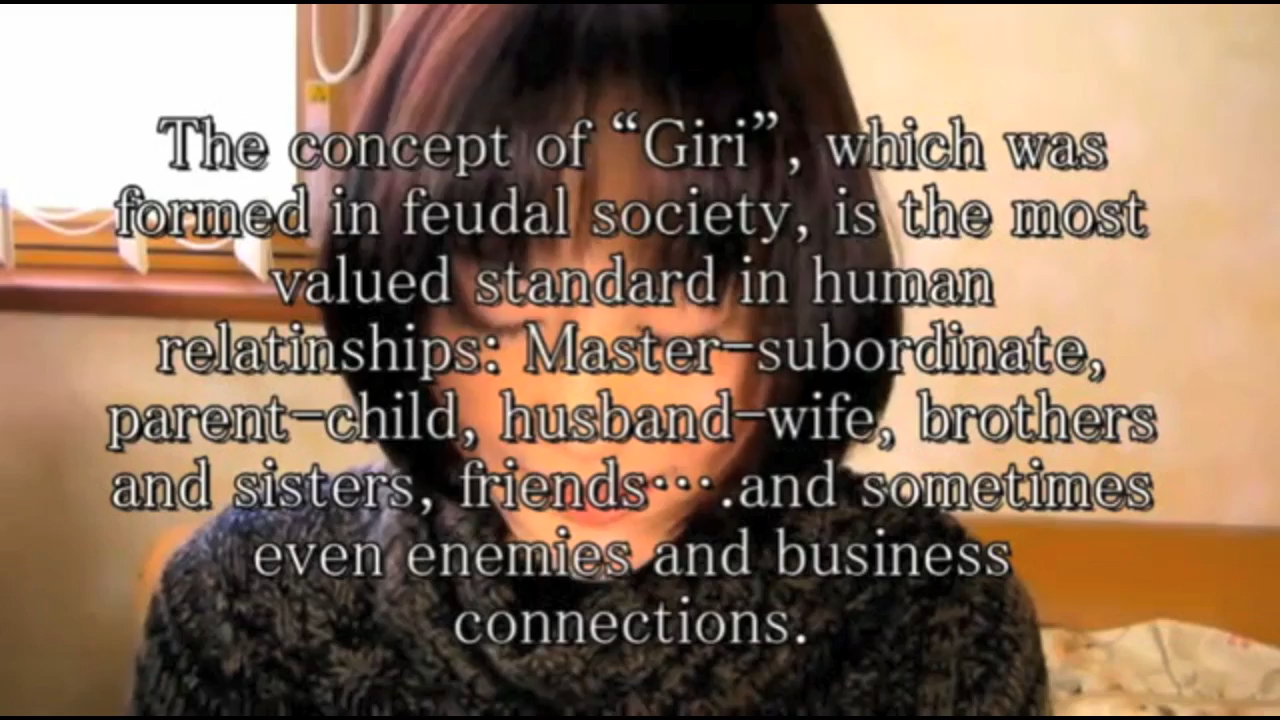 The concept of “Giri”, which was
formed in feudal society, is the most
valued standard in human
relatinships: Master-subordinate,
parent-child, husband-wife, brothers
and sisters, friends….and sometimes
even enemies and business
connections.